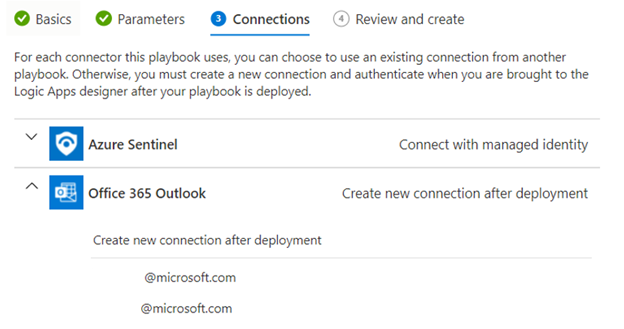 Basics Parameters 3 Connections 4 Review and create
For each connector this playbook uses, you can choose to use an existing connection from another
playbook. Otherwise, you must create a new connection and authenticate when you are brought to the
Logic Apps designer after your playbook is deployed.
Azure Sentinel Connect with managed identity
Office 365 Outlook Create new connection after deployment
Create new connection after deployment
@microsoft.com
@microsoft.com